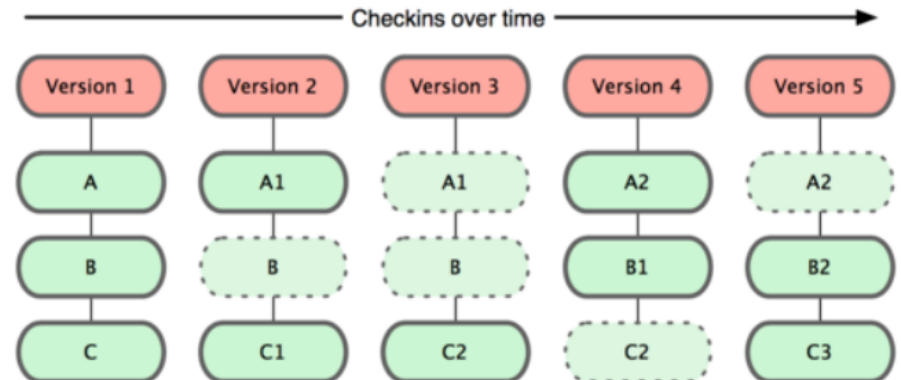 Checkins over time
Version 1 Version 2 Version 3 Version 4 Version 5
A A1 A1 A2 A2
B B B B1 B2
C C1 C2 C2 C3